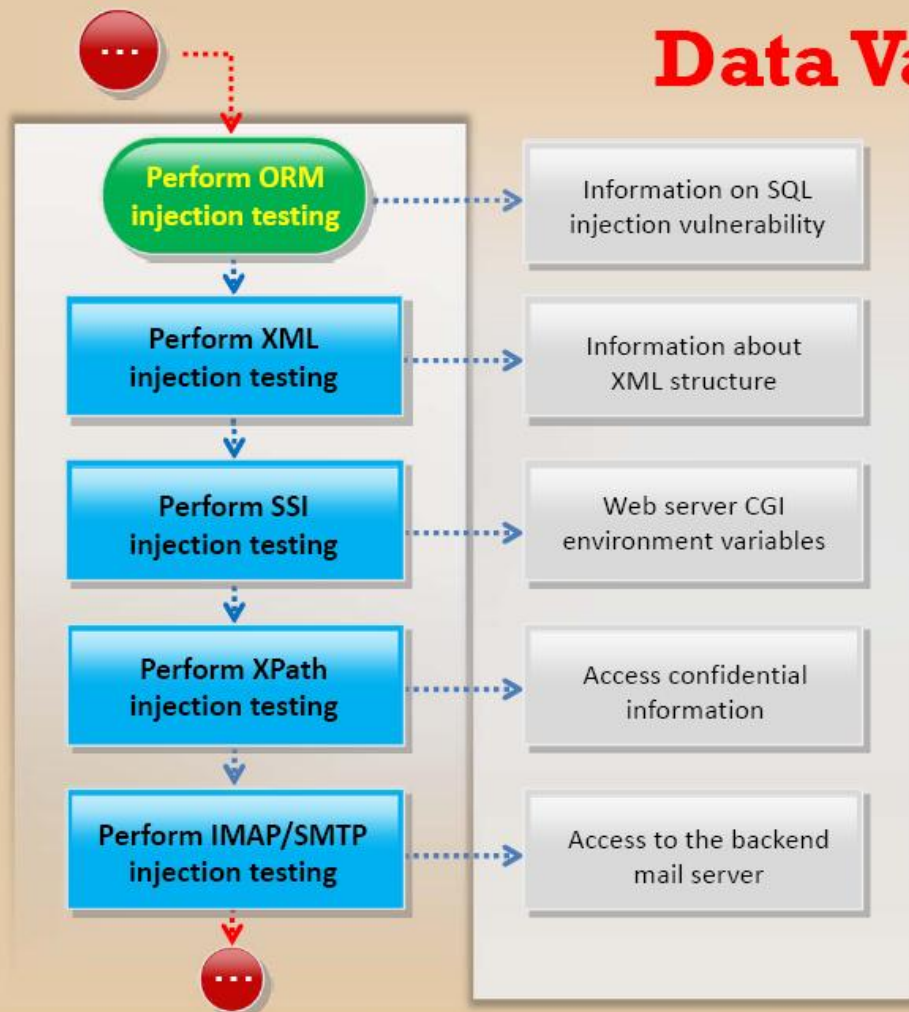 ...
Data Va
Perform ORM
injection testing
Information on SQL
injection vulnerability
Perform XML
injection testing
Information about
XML structure
Perform SSI
injection testing
Web server CGI
environment variables
Perform XPath
injection testing
Access confidential
information
Perform IMAP/SMTP
injection testing
Access to the backend
mail server
...